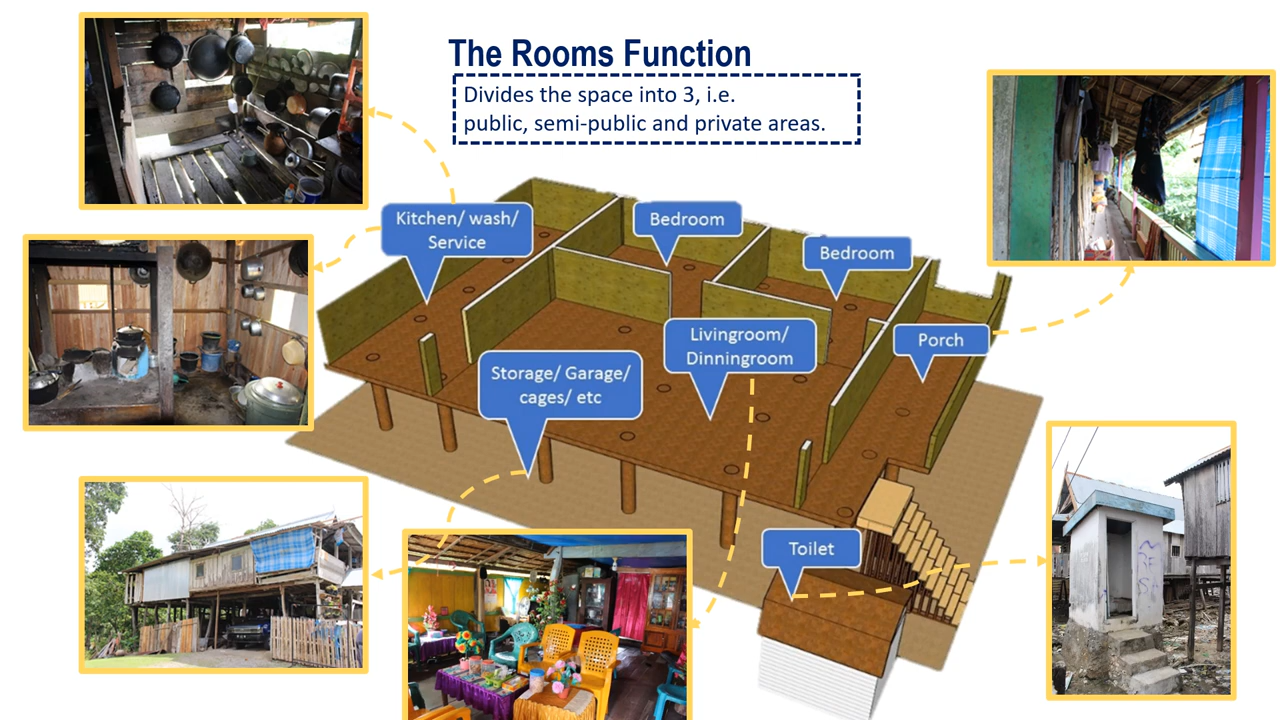 The Rooms Function
Divides the space into 3, i.e.
public, semi-public and private areas.
Kitchen/ wash/
Service
Bedroom
Bedroom
Livingroom/
Dinningroom
Porch
Storage/ Garage/
cages/ etc
Toilet